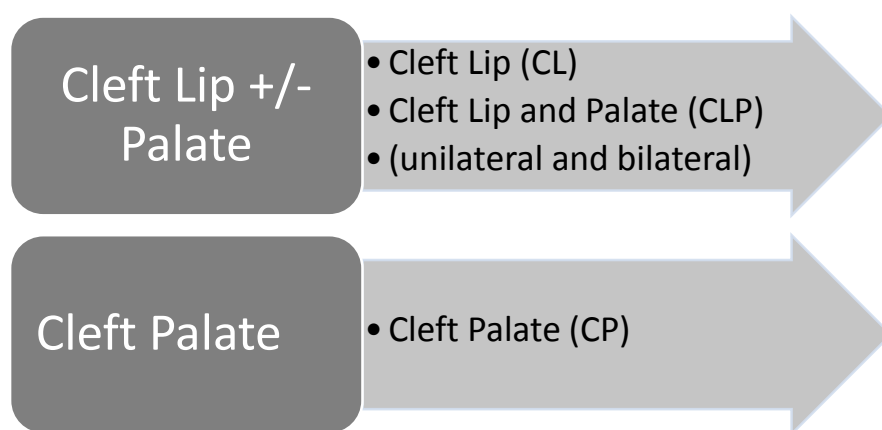 Cleft Lip +/-
Palate
• Cleft Lip (CL)
• Cleft Lip and Palate (CLP)
• (unilateral and bilateral)
Cleft Palate
• Cleft Palate (CP)